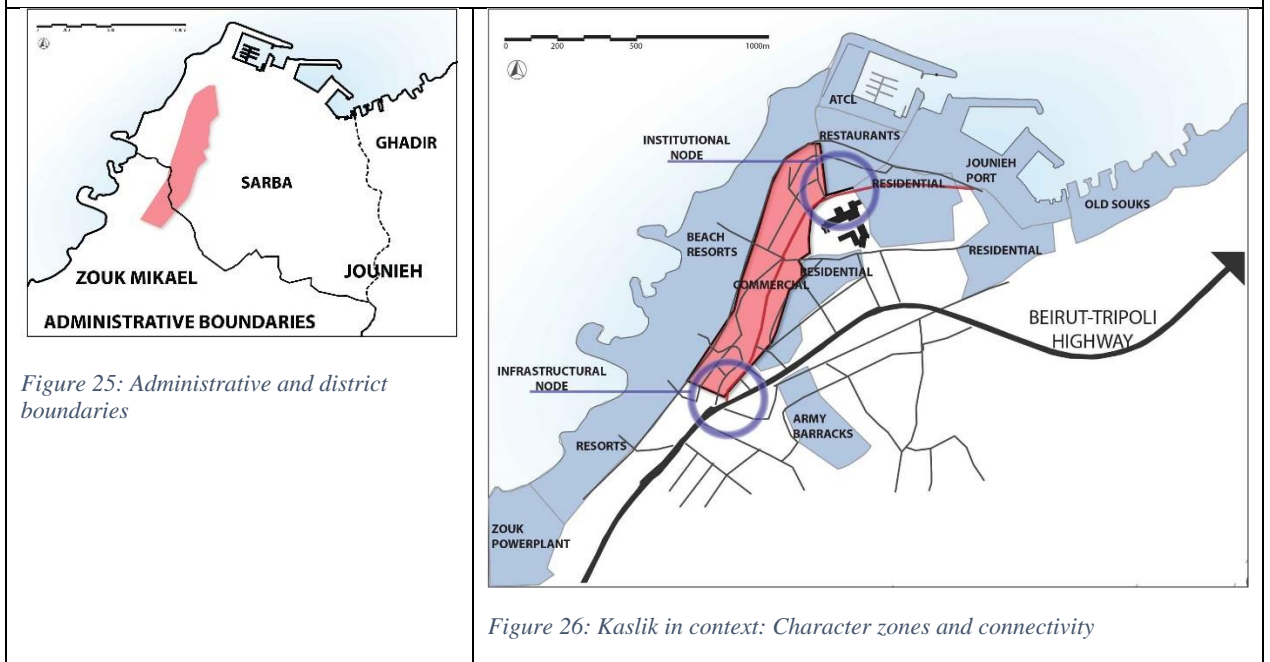 GHADIR
SARBA
ZOUK MIKAEL
JOUNIEH
ADMINISTRATIVE BOUNDARIES
Figure 25: Administrative and district
boundaries
0 200 500 1000m
ATCL
RESTAURANTS
INSTITUTIONAL
NODE
JOUNIEH
PORT
RESIDENTIAL
OLD SOUKS
BEACH
RESORTS
RESIDENTIAL
RESIDENTIAL
COMMERCIAL
BEIRUT-TRIPOLI
HIGHWAY
INFRASTRUCTURAL
NODE
ARMY
BARRACKS
RESORTS
ZOUK
POWERPLANT
Figure 26: Kaslik in context: Character zones and connectivity